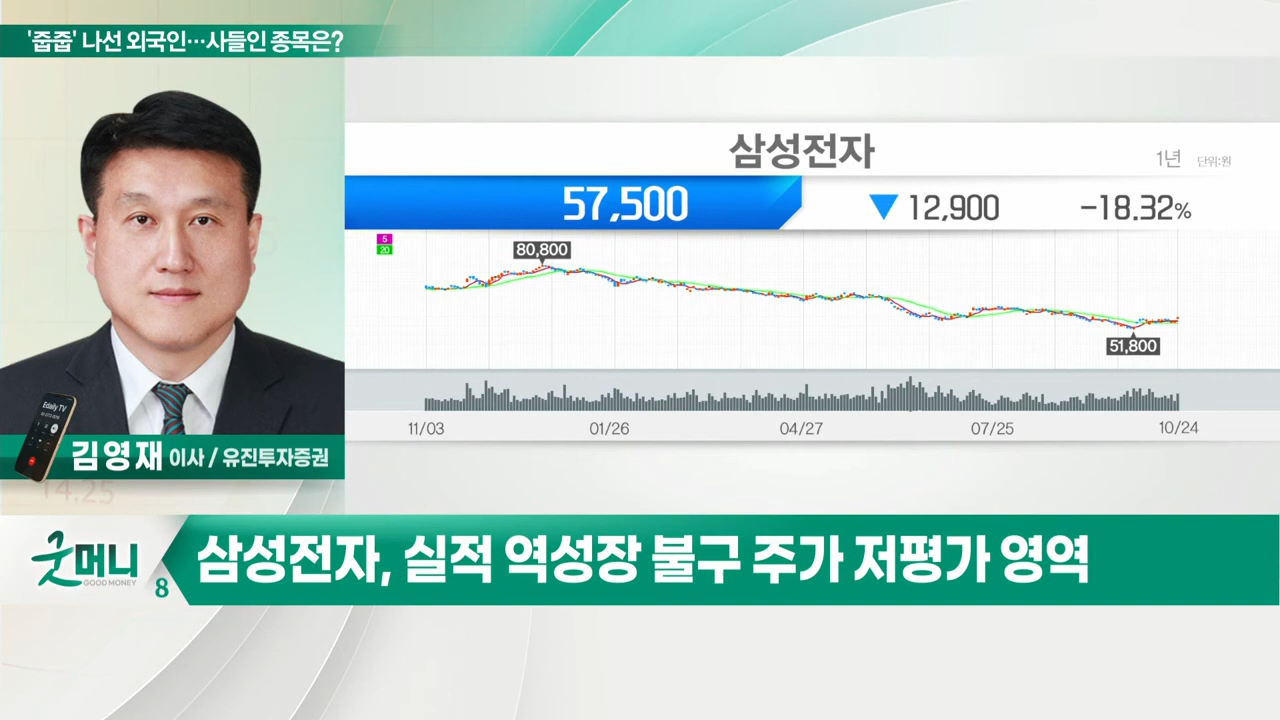 '줍줍' 나선 외국인…사들인 종목은?
삼성전자
1년 단위:원
57,500 ▼12,900 -18.32%
5
20
80,800
51,800
11/03 01/26 04/27 07/25 10/24
Edaily TV
김영재 이사 / 유진투자증권
14.25
굿머니
GOOD MONEY
8
삼성전자, 실적 역성장 불구 주가 저평가 영역